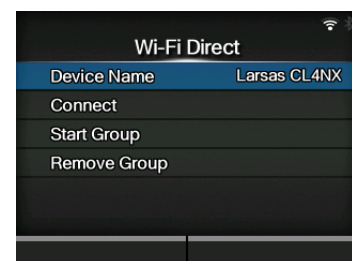 Wi-Fi Direct
Device Name Larsas CL4NX
Connect
Start Group
Remove Group